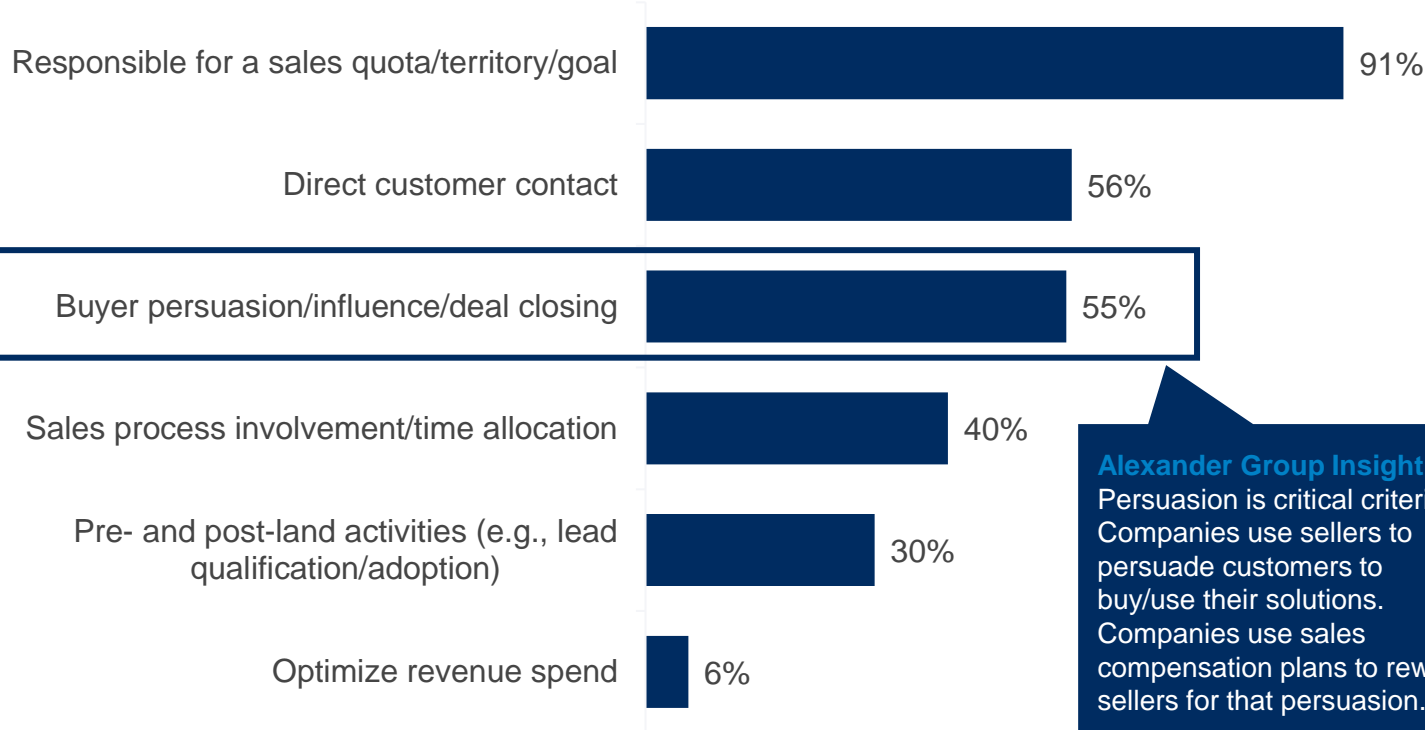 Responsible for a sales quota/territory/goal 91%
Direct customer contact 56%
Buyer persuasion/influence/deal closing 55%
Sales process involvement/time allocation 40%
Pre- and post-land activities (e.g., lead
qualification/adoption) 30%
Optimize revenue spend 6%
Alexander Group Insight
Persuasion is critical
Companies use sellers to
persuade customers to
buy/use their solutions.
Companies use sales
compensation plans to
sellers for that persuasion.